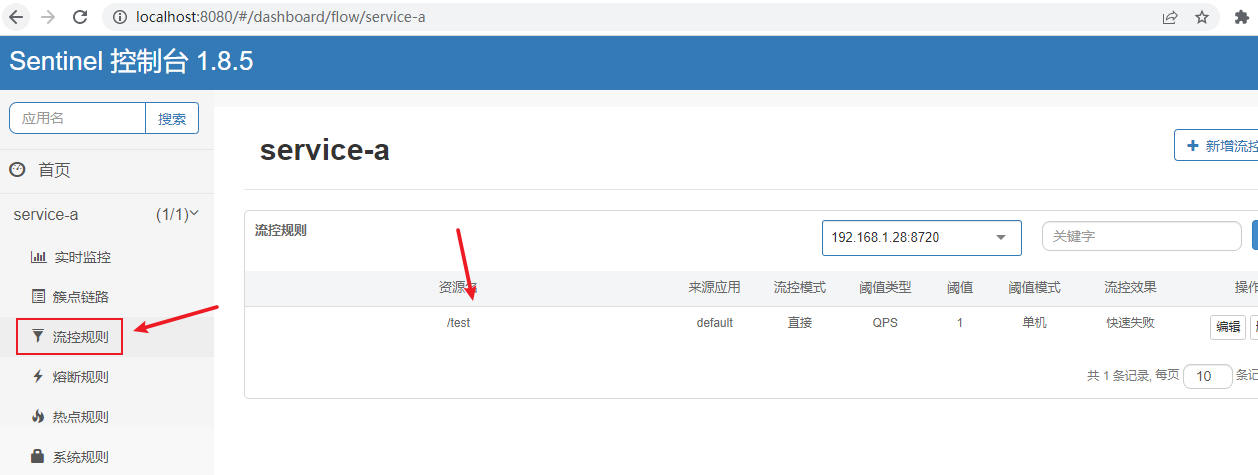 localhost:8080/#/dashboard/flow/service-a
Sentinel 控制台 1.8.5
应用名 搜索
首页
service-a (1/1)
实时监控
簇点链路
流控规则
熔断规则
热点规则
系统规则
service-a
新增流控
流控规则 192.168.1.28:8720 关键字
资源名 来源应用 流控模式 阈值类型 阈值 阈值模式 流控效果 操作
/test default 直接 QPS 1 单机 快速失败 编辑
共 1 条记录, 每页 10 条记